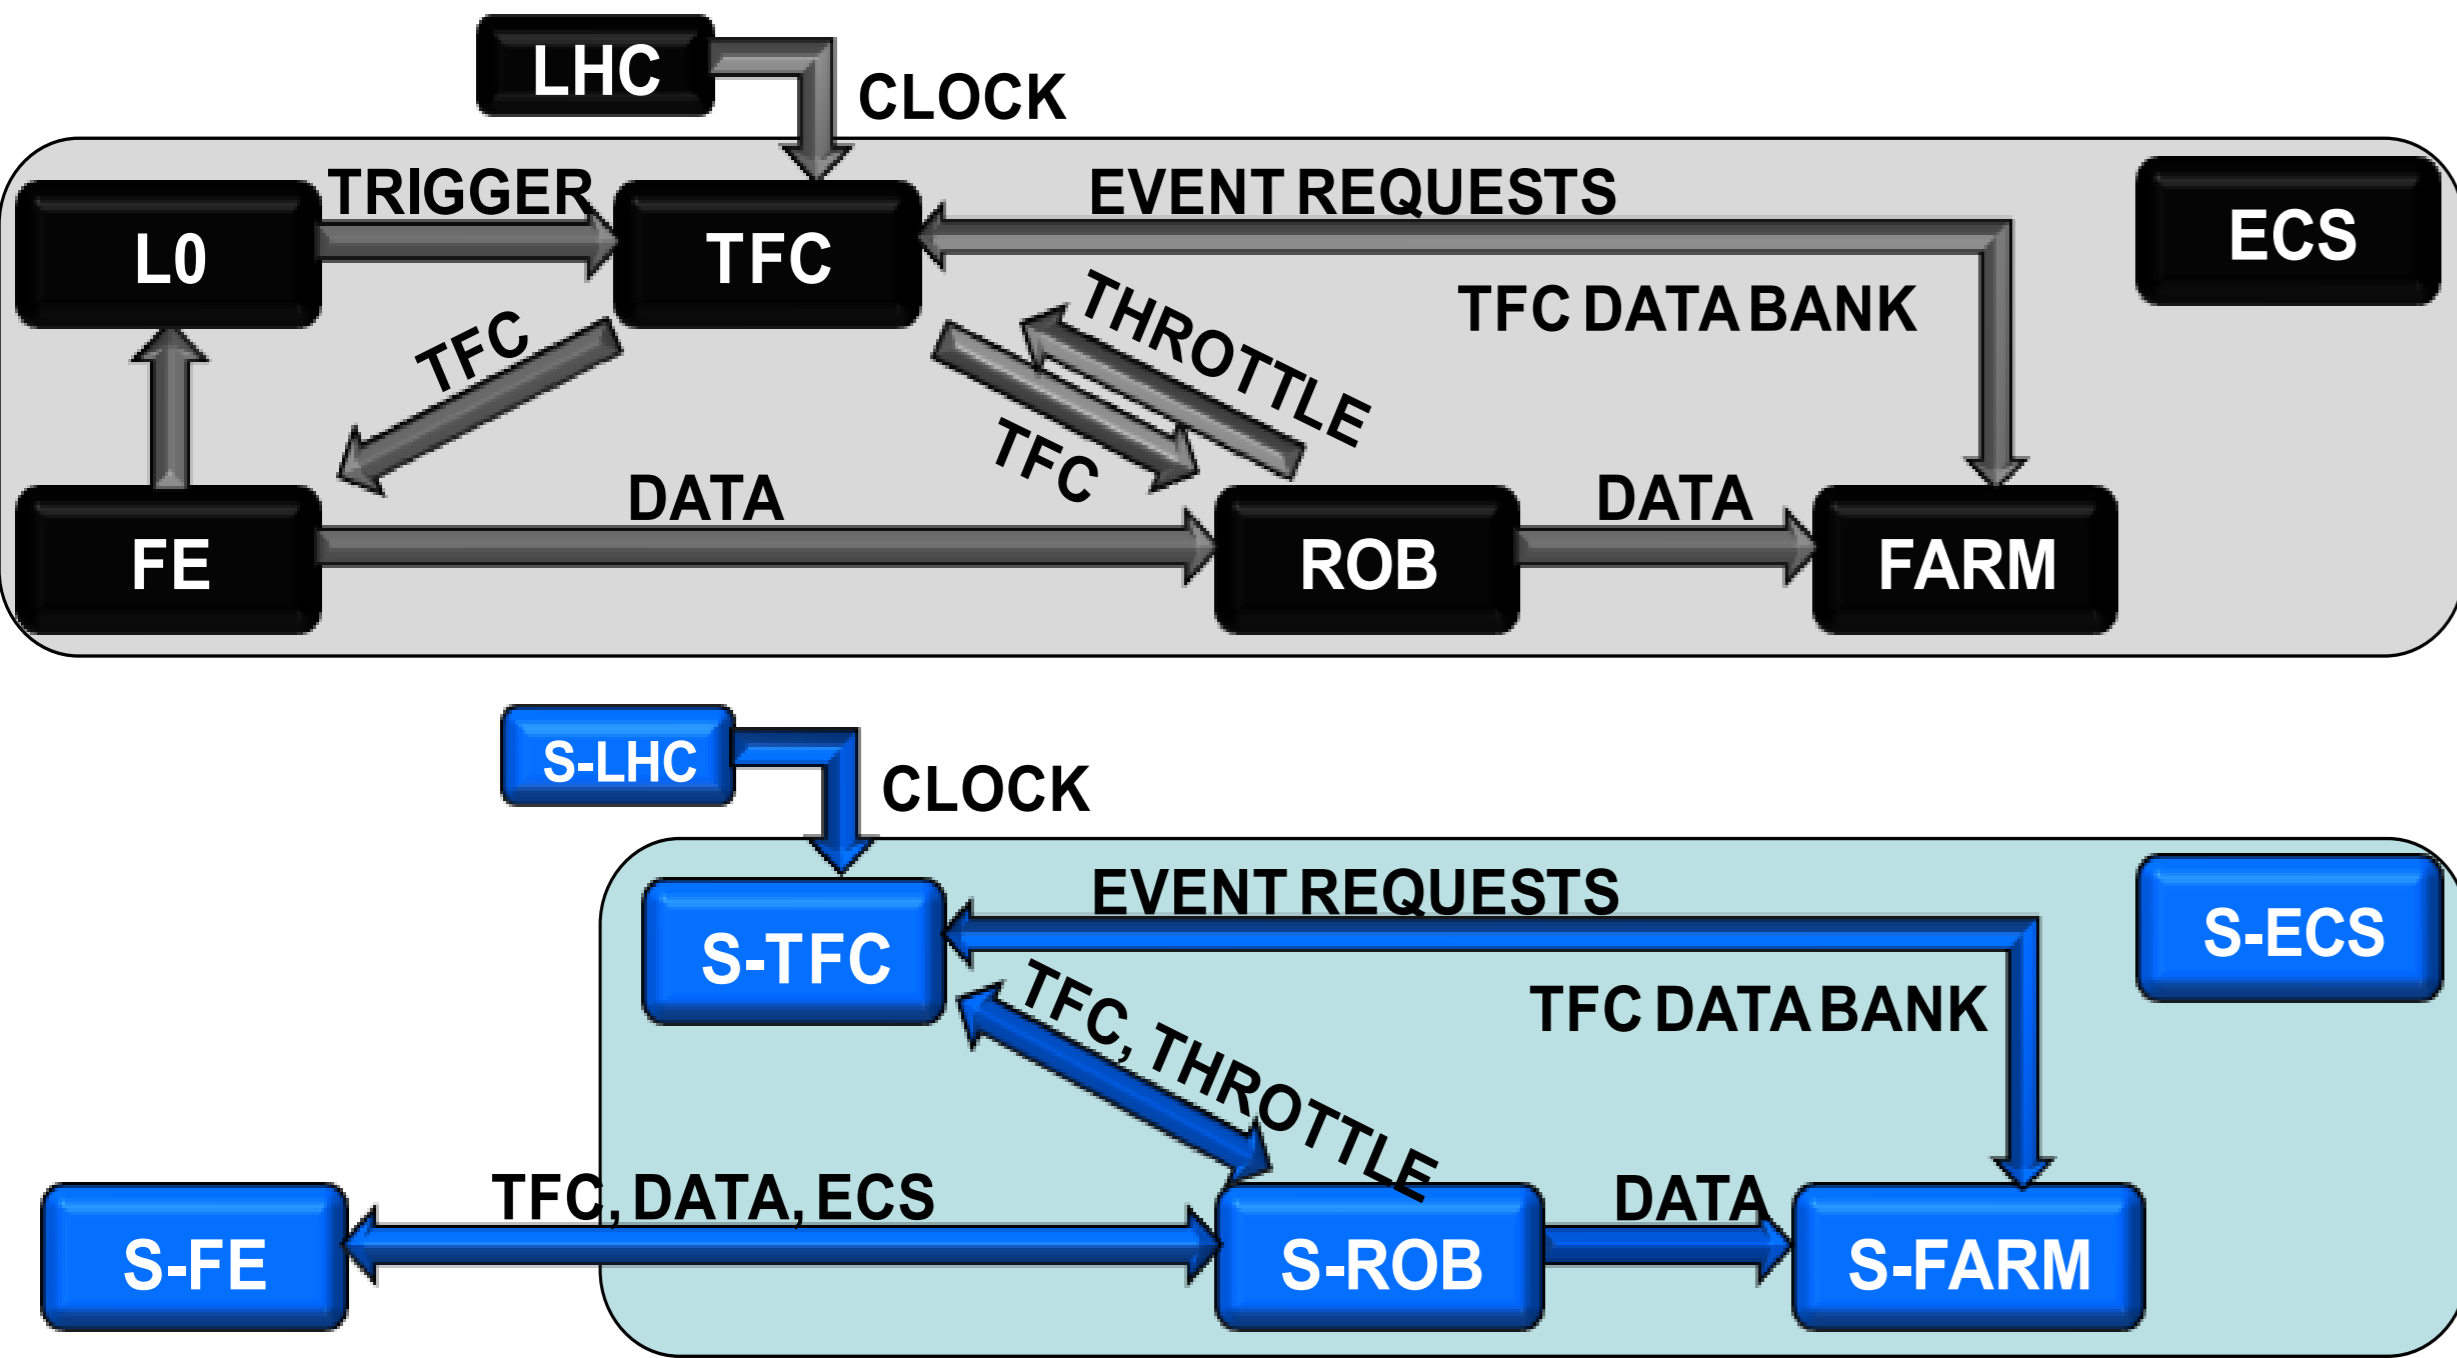 LHC
CLOCK
TRIGGER
EVENT REQUESTS
L0
TFC
ECS
TFC
THROTTLE
TFC DATA BANK
TFC
DATA
DATA
FE
ROB
FARM
S-LHC
CLOCK
EVENT REQUESTS
S-TFC
S-ECS
TFC, THROTTLE
TFC DATA BANK
TFC, DATA, ECS
DATA
S-FE
S-ROB
S-FARM